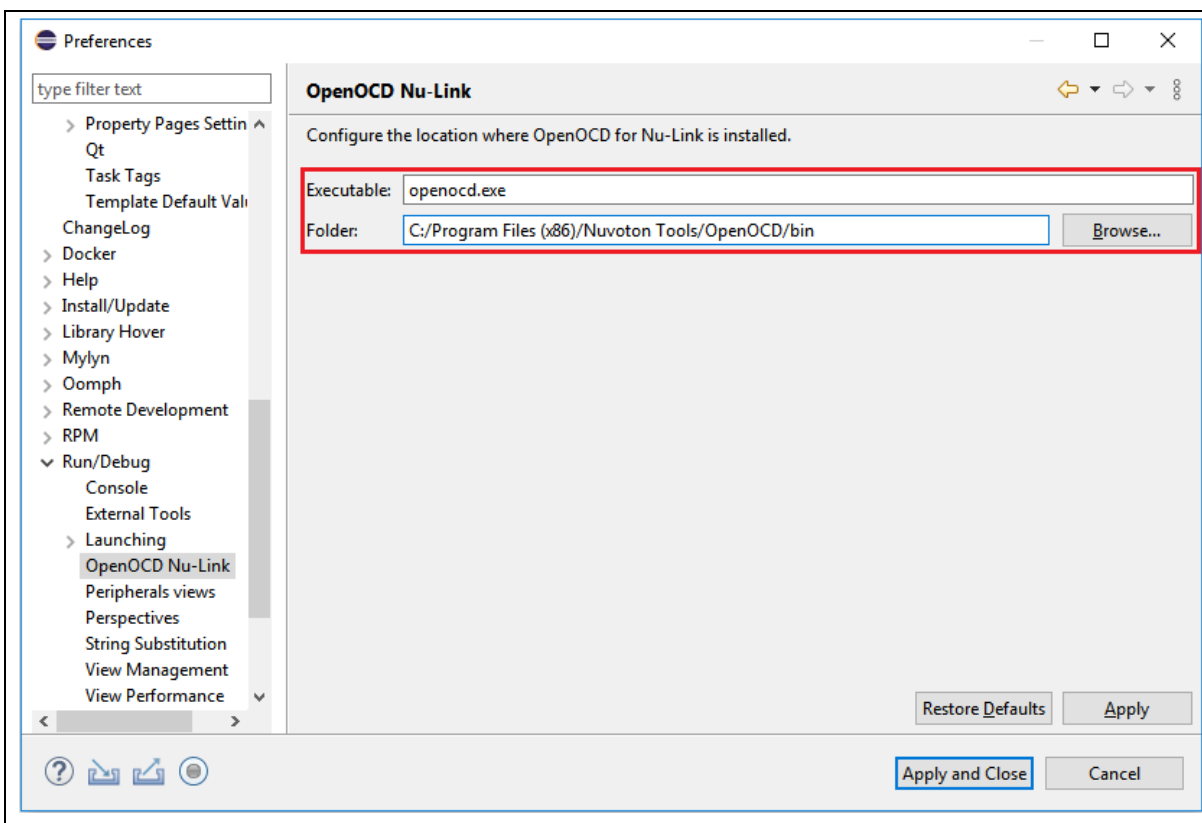 Preferences
type filter text
Property Pages Settin
Qt
Task Tags
Template Default Valu
ChangeLog
Docker
Help
Install/Update
Library Hover
Mylyn
Oomph
Remote Development
RPM
Run/Debug
Console
External Tools
Launching
OpenOCD Nu-Link
Peripherals views
Perspectives
String Substitution
View Management
View Performance
OpenOCD Nu-Link
Configure the location where OpenOCD for Nu-Link is installed.
Executable: openocd.exe
Folder: C:/Program Files (x86)/Nuvoton Tools/OpenOCD/bin Browse...
Restore Defaults Apply
? Apply and Close Cancel